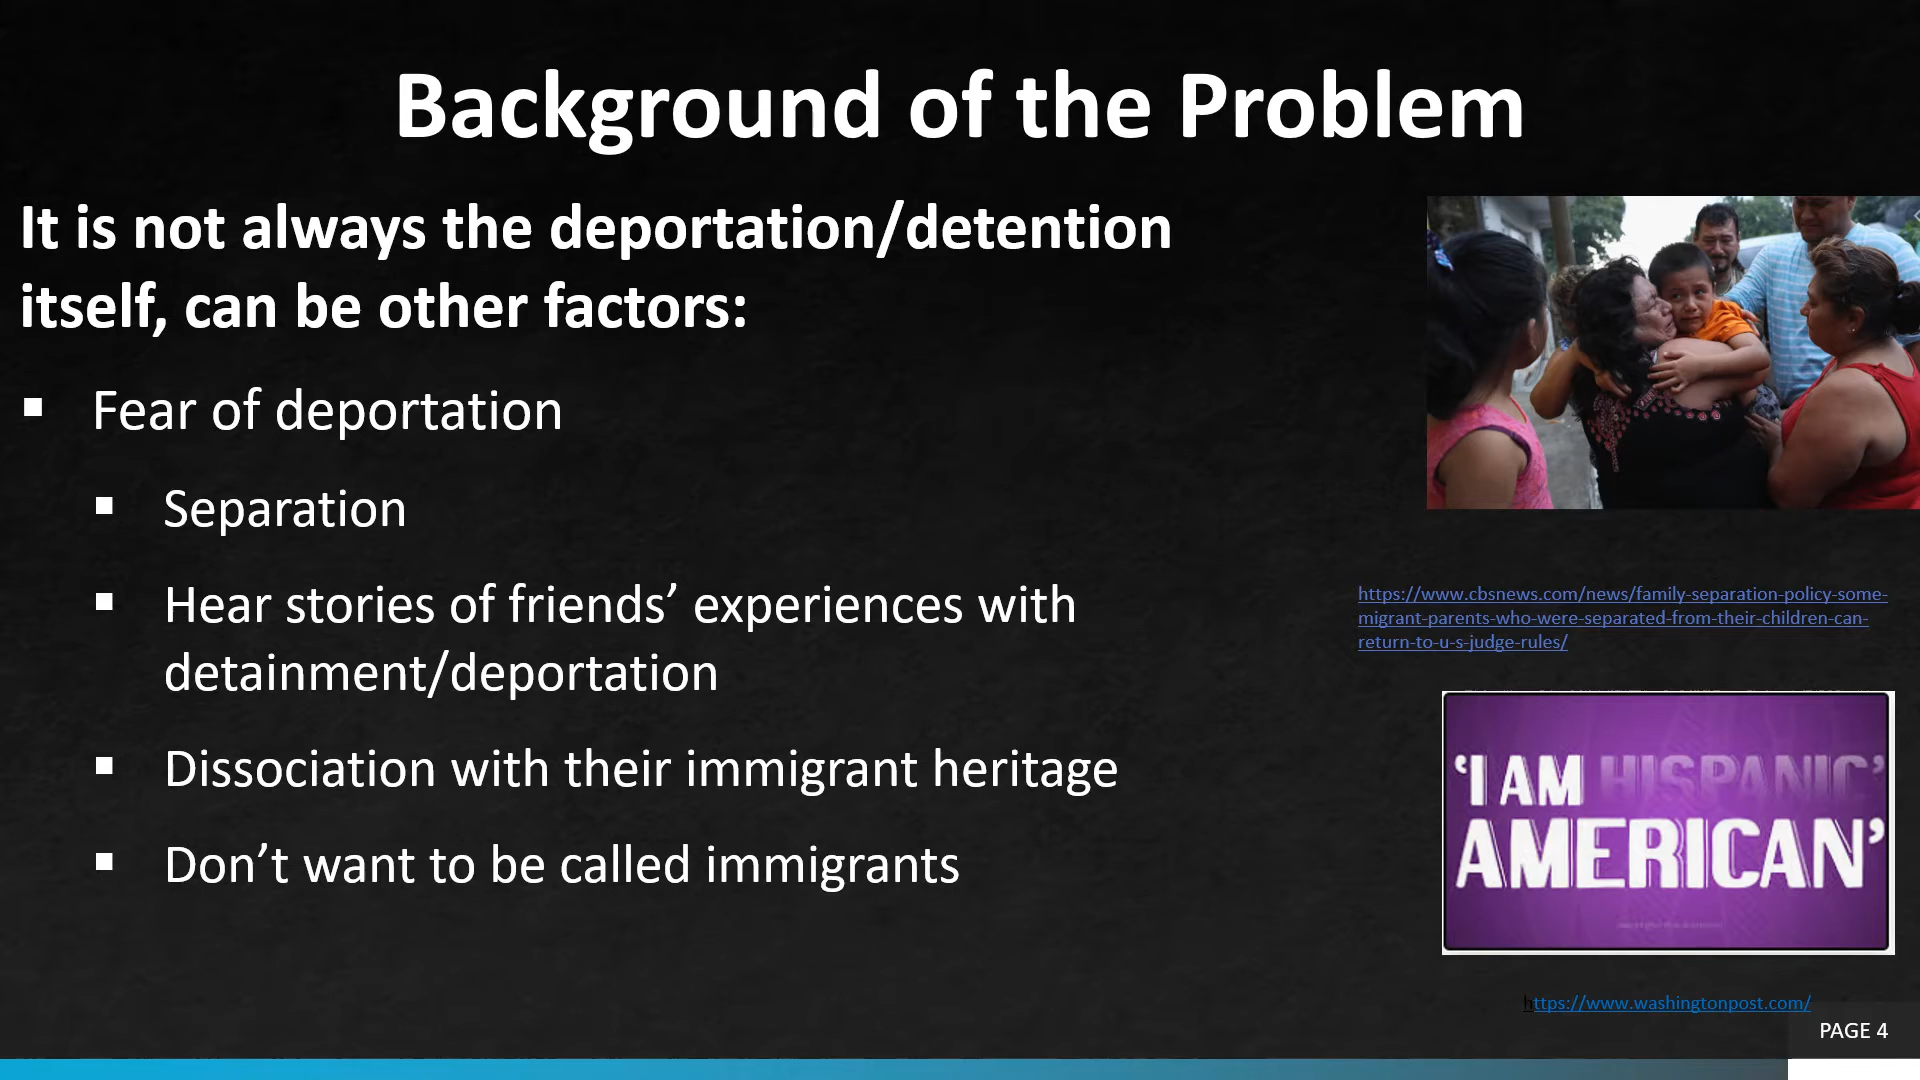 Background of the Problem
It is not always the deportation/detention
itself, can be other factors:
▪ Fear of deportation
▪ Separation
▪ Hear stories of friends’ experiences with
detainment/deportation
▪ Dissociation with their immigrant heritage
▪ Don’t want to be called immigrants
https://www.cbsnews.com/news/family-separation-policy-some-
migrant-parents-who-were-separated-from-their-children-can-
return-to-u-s-judge-rules/
‘I AM HISPANIC’
AMERICAN’
https://www.washingtonpost.com/
PAGE 4